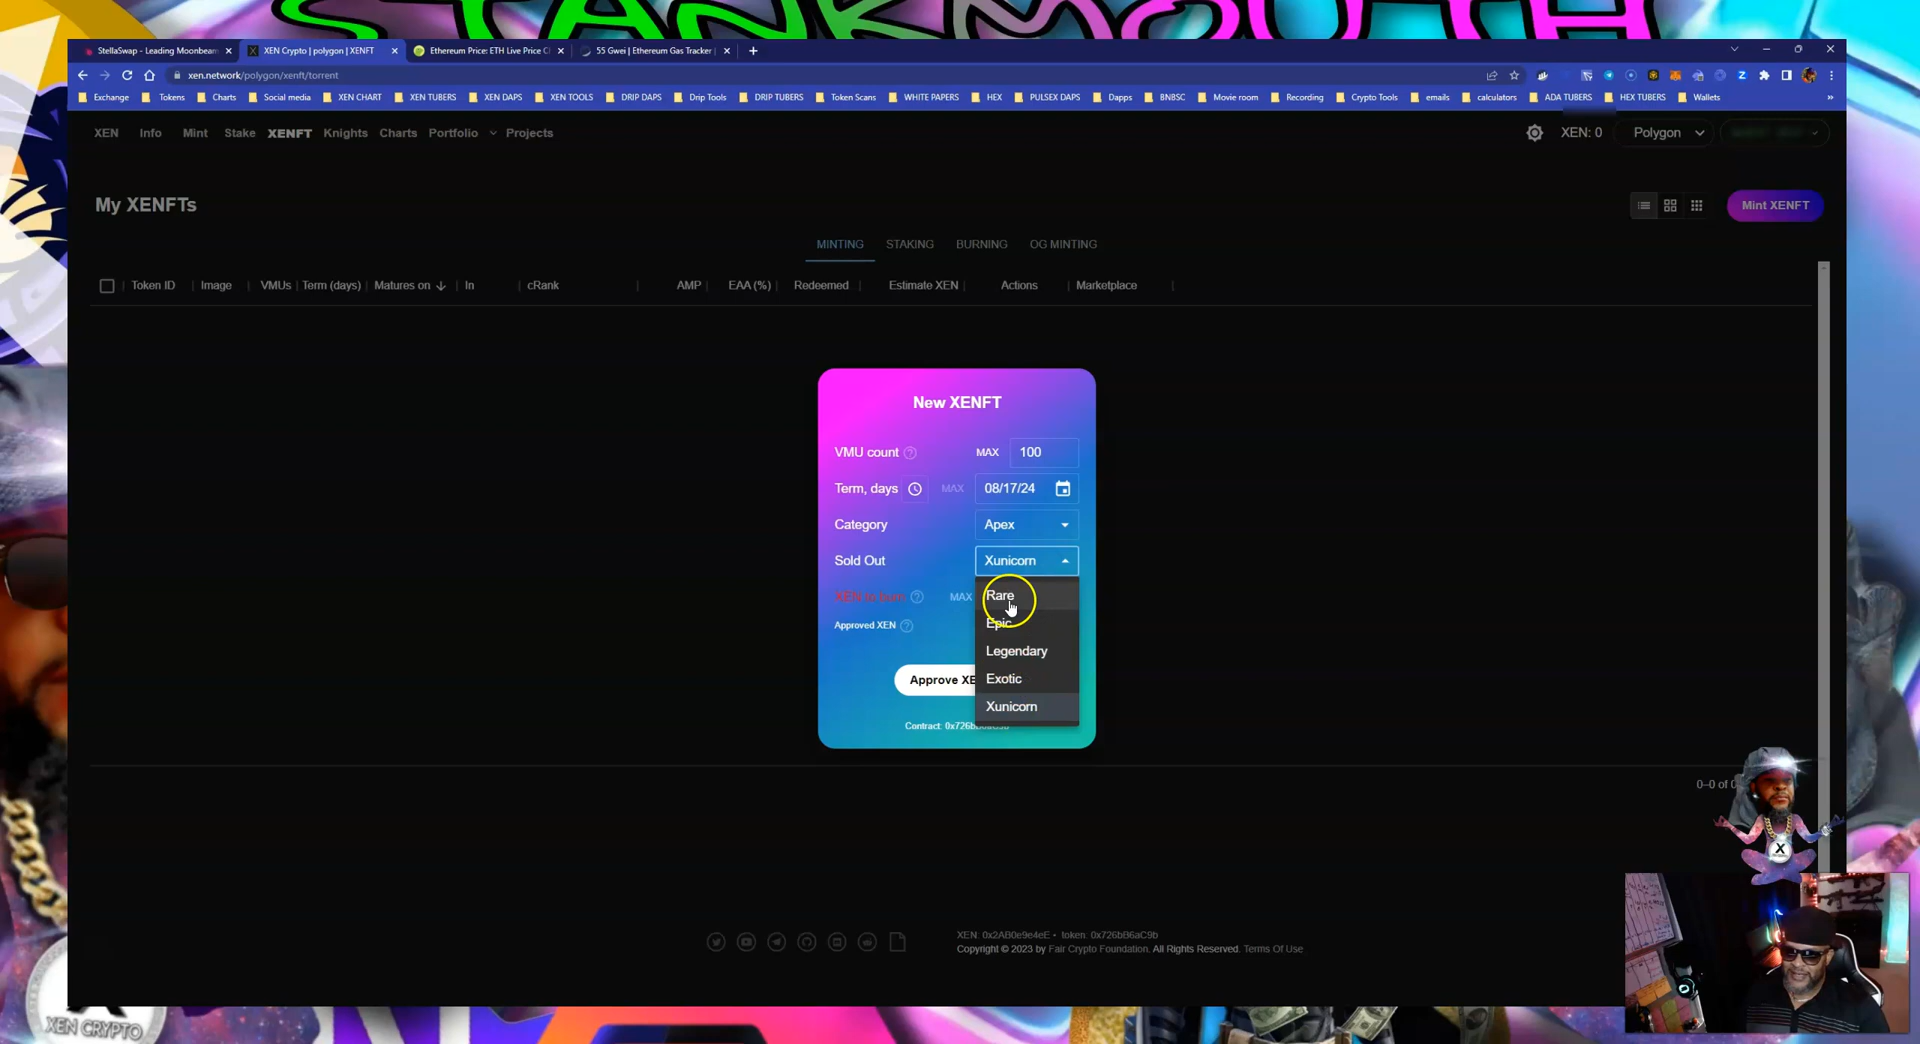 STANKMOUTH
StellaSwap - Leading Moonbeam
XEN Crypto | polygon | XENFT
Ethereum Price: ETH Live Price C
55 Gwei | Ethereum Gas Tracker |
xen.network/polygon/xenft/torrent
Exchange Tokens Charts Social media XEN CHART XEN TUBERS XEN DAPS XEN TOOLS DRIP DAPS Drip Tools DRIP TUBERS Token Scans WHITE PAPERS HEX PULSEX DAPS Dapps BNBSC Movie room Recording Crypto Tools emails calculators ADA TUBERS HEX TUBERS Wallets »
XEN Info Mint Stake XENFT Knights Charts Portfolio Projects XEN: 0 Polygon
My XENFTs
Mint XENFT
MINTING STAKING BURNING OG MINTING
Token ID Image VMUs Term (days) Matures on In cRank AMP EAA (%) Redeemed Estimate XEN Actions Marketplace
New XENFT
VMU count MAX 100
Term, days MAX 08/17/24
Category Apex
Sold Out Xunicorn
XEN to burn MAX
Rare
Epic
Approved XEN
Legendary
Approve XE
Exotic
Xunicorn
Contract: 0x726bB6aC9b
0–0 of 0
XEN: 0x2AB0e9e4eE • token: 0x726bB6aC9b
Copyright © 2023 by Fair Crypto Foundation. All Rights Reserved. Terms Of Use
X
XEN CRYPTO